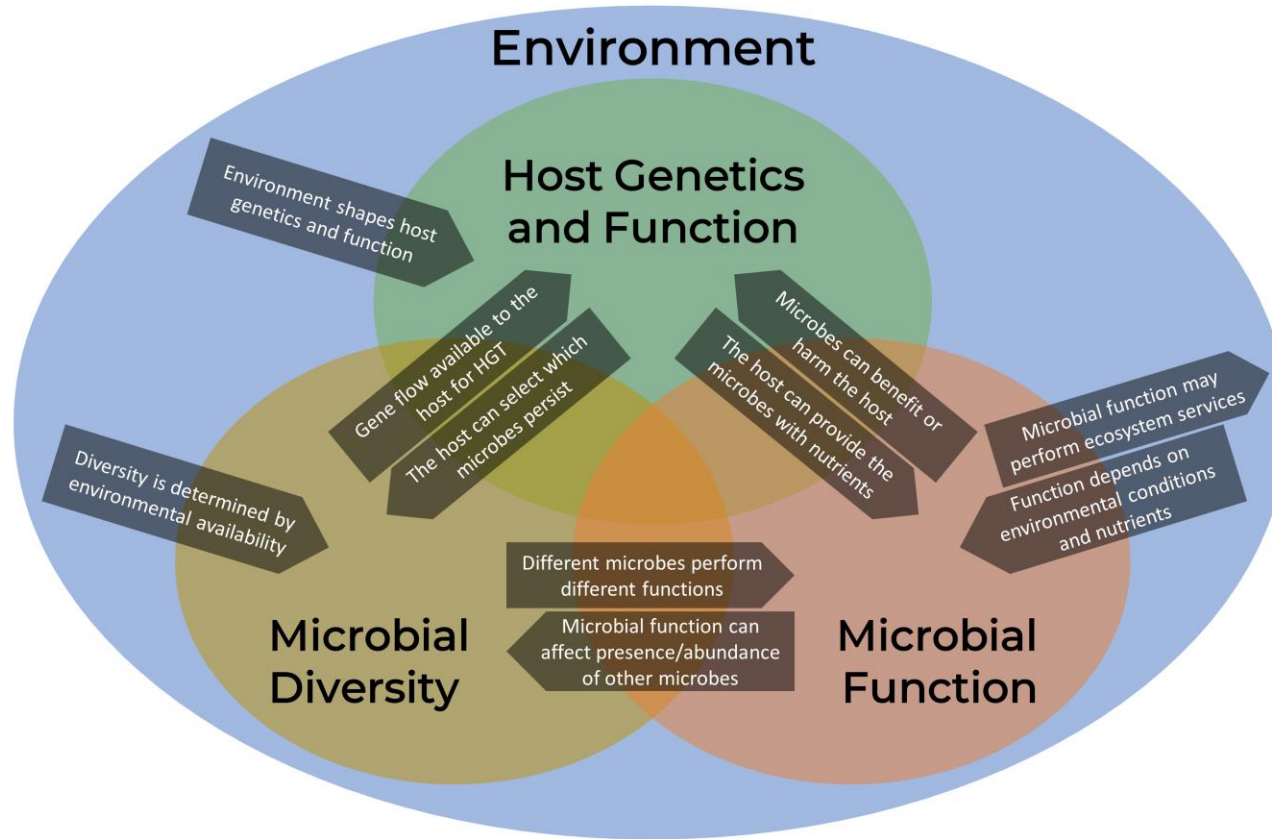 Environment
Host Genetics
and Function
Environment shapes host
genetics and function
Gene flow available to the
host for HGT
The host can select which
microbes persist
Microbes can benefit or
harm the host
The host can provide the
microbes with nutrients
Microbial function may
perform ecosystem services
Function depends on
environmental conditions
and nutrients
Diversity is determined by
environmental availability
Different microbes perform
different functions
Microbial function can
affect presence/abundance
of other microbes
Microbial
Diversity
Microbial
Function